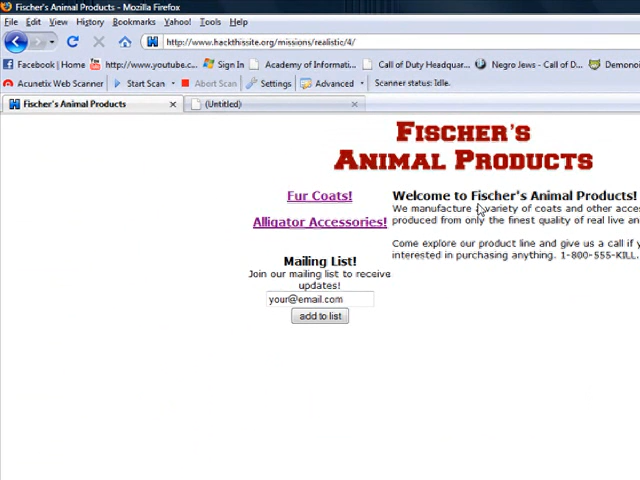 Fischer's Animal Products - Mozilla Firefox
File Edit View History Bookmarks Yahoo! Tools Help
http://www.hackthissite.org/missions/realistic/4/
Facebook | Home http://www.youtube.c... Sign In Academy of Informati... Call of Duty Headquar... Negro Jews - Call of D... Demonoi
Acunetix Web Scanner Start Scan Abort Scan Settings Advanced Scanner status: Idle.
Fischer's Animal Products (Untitled)
FISCHER'S
ANIMAL PRODUCTS
Fur Coats!
Alligator Accessories!
Mailing List!
Join our mailing list to receive
updates!
your@email.com
add to list
Welcome to Fischer's Animal Products!
We manufacture a variety of coats and other acces
produced from only the finest quality of real live an
Come explore our product line and give us a call if y
interested in purchasing anything. 1-800-555-KILL.